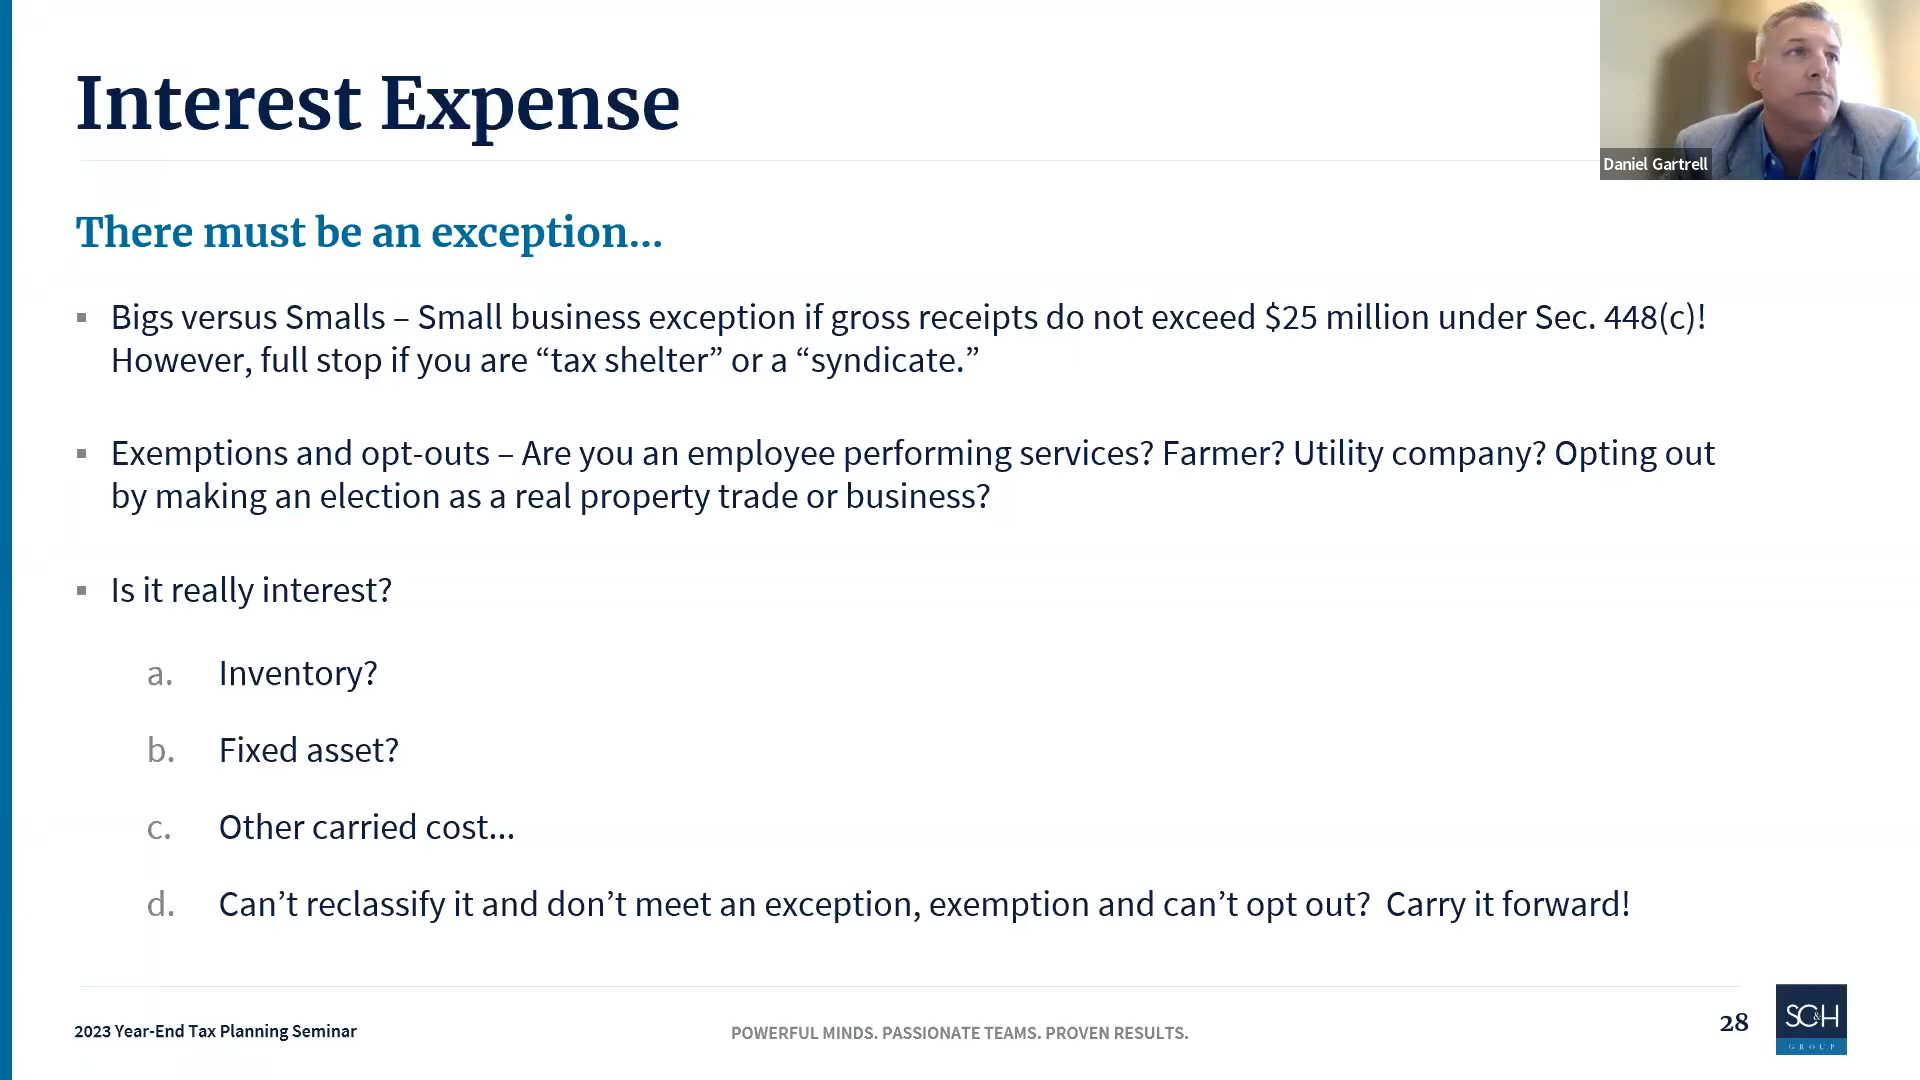 Interest Expense
Daniel Gartrell
There must be an exception...
▪ Bigs versus Smalls – Small business exception if gross receipts do not exceed $25 million under Sec. 448(c)!
However, full stop if you are “tax shelter” or a “syndicate.”
▪ Exemptions and opt-outs – Are you an employee performing services? Farmer? Utility company? Opting out
by making an election as a real property trade or business?
▪ Is it really interest?
a. Inventory?
b. Fixed asset?
c. Other carried cost...
d. Can’t reclassify it and don’t meet an exception, exemption and can’t opt out? Carry it forward!
2023 Year-End Tax Planning Seminar
POWERFUL MINDS. PASSIONATE TEAMS. PROVEN RESULTS.
28
SC&H
GROUP